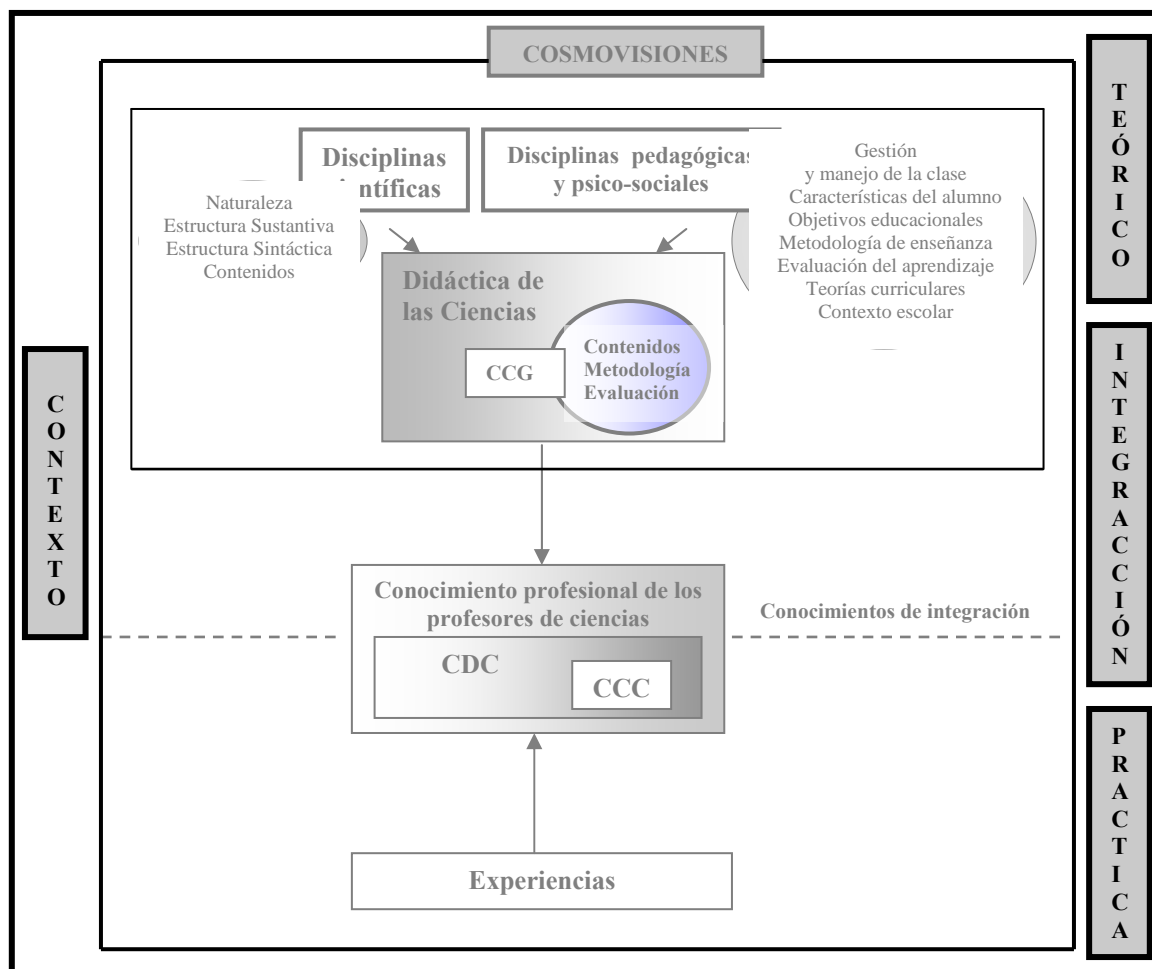 COSMOVISIONES
TEÓRICO
Disciplinas
entíficas
Disciplinas pedagógicas
y psico-sociales
Naturaleza
Estructura Sustantiva
Estructura Sintáctica
Contenidos
Gestión
y manejo de la clase
Características del alumno
Objetivos educacionales
Metodología de enseñanza
Evaluación del aprendizaje
Teorías curriculares
Contexto escolar
Didáctica de
las Ciencias
CCG
Contenidos
Metodología
Evaluación
CONTEXTO
INTEGRACCIÓN
Conocimiento profesional de los
profesores de ciencias
Conocimientos de integración
CDC
CCC
PRACTICA
Experiencias